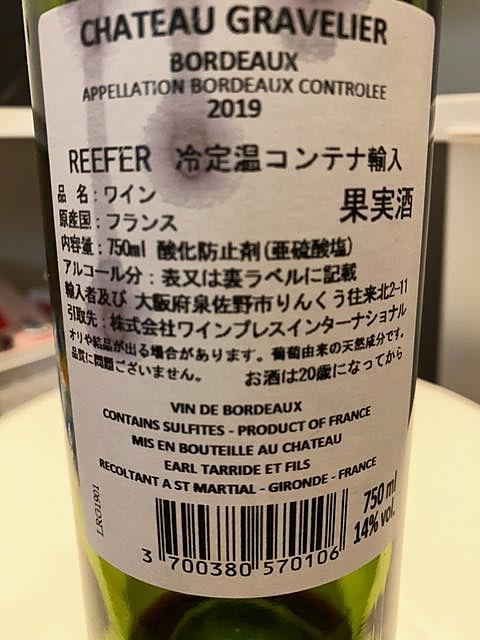 CHATEAU GRAVELIER
BORDEAUX
APPELLATION BORDEAUX CONTROLEE
2019
REEFER 冷定温コンテナ輸入
品 名:ワイン
果実酒
原産国:フランス
内容量:750ml 酸化防止剤(亜硫酸塩)
アルコール分:表又は裏ラベルに記載
輸入者及び 大阪府泉佐野市りんくう往来北2-11
引取先:株式会社ワインプレスインターナショナル
オリや結晶が出る場合があります。葡萄由来の天然成分です。
品質に問題ございません。 お酒は20歳になってから
VIN DE BORDEAUX
CONTAINS SULFITES - PRODUCT OF FRANCE
MIS EN BOUTEILLE AU CHATEAU
EARL TARRIDE ET FILS
RECOLTANT A ST MARTIAL - GIRONDE - FRANCE
LRG1901
750 ml
14% vol.
3 700380 570106